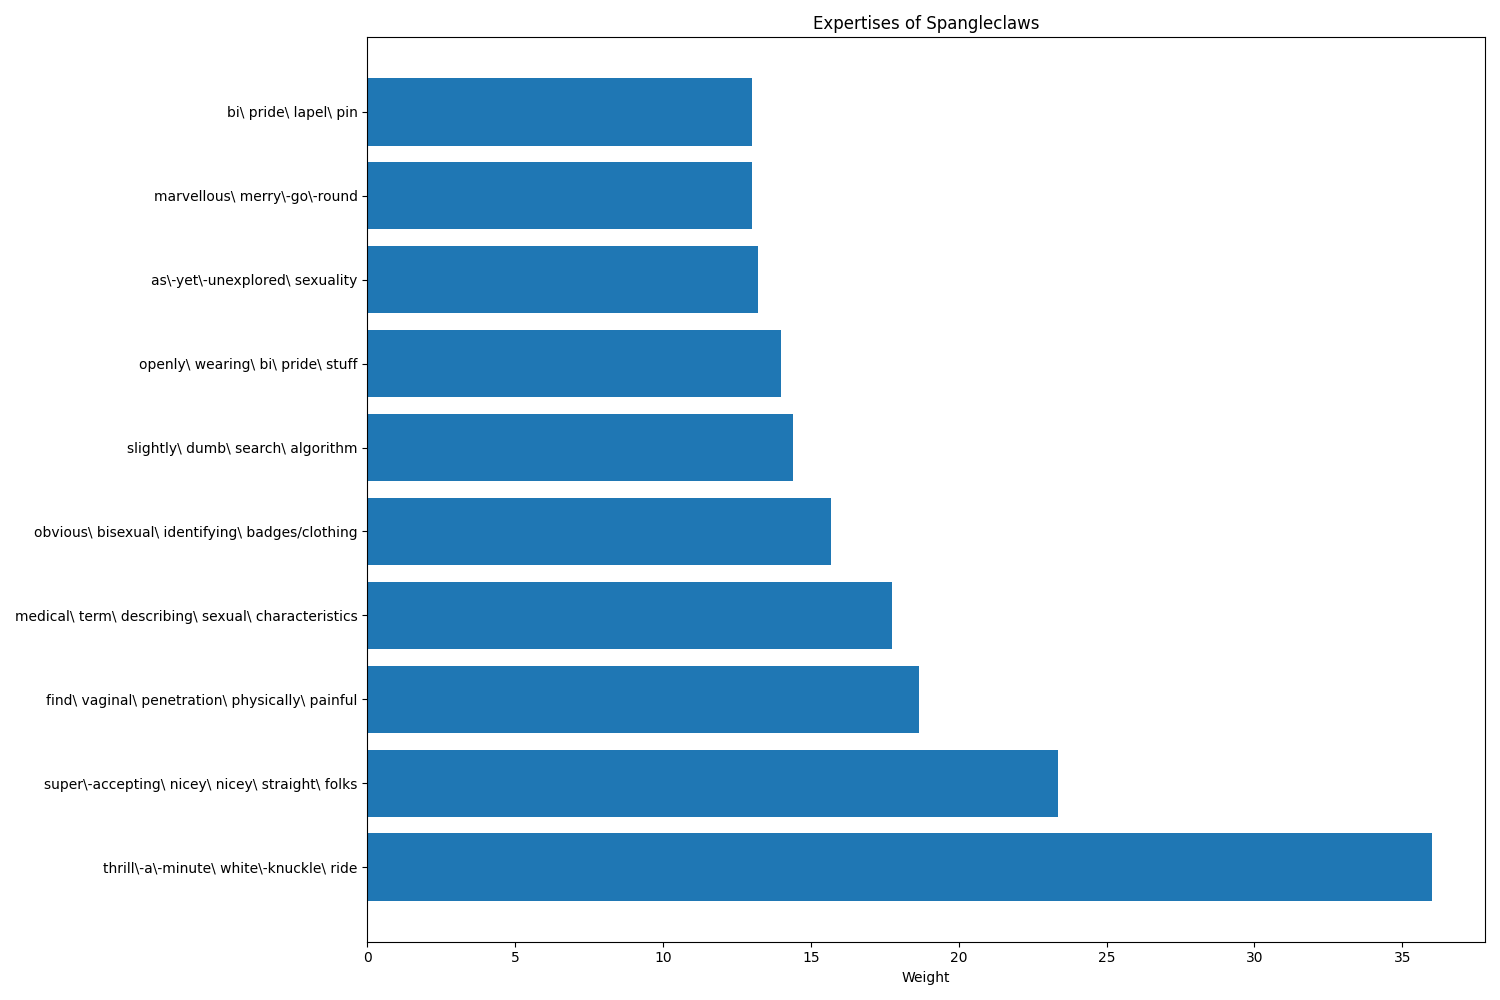 Expertises of Spangleclaws
bi\ pride\ lapel\ pin
marvellous\ merry\-go\-round
as\-yet\-unexplored\ sexuality
openly\ wearing\ bi\ pride\ stuff
slightly\ dumb\ search\ algorithm
obvious\ bisexual\ identifying\ badges/clothing
medical\ term\ describing\ sexual\ characteristics
find\ vaginal\ penetration\ physically\ painful
super\-accepting\ nicey\ nicey\ straight\ folks
thrill\-a\-minute\ white\-knuckle\ ride
0 5 10 15 20 25 30 35
Weight